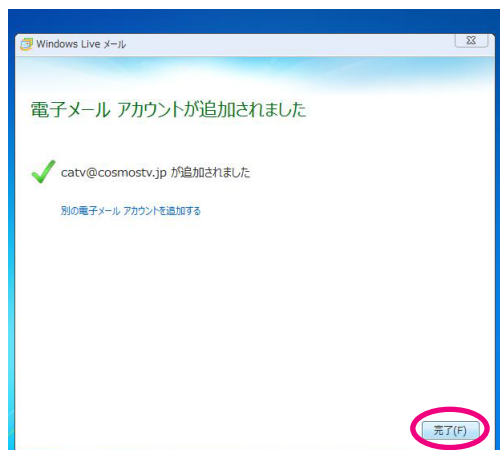 Windows Live メール
電子メール アカウントが追加されました
catv@cosmostv.jp が追加されました
別の電子メール アカウントを追加する
完了(F)